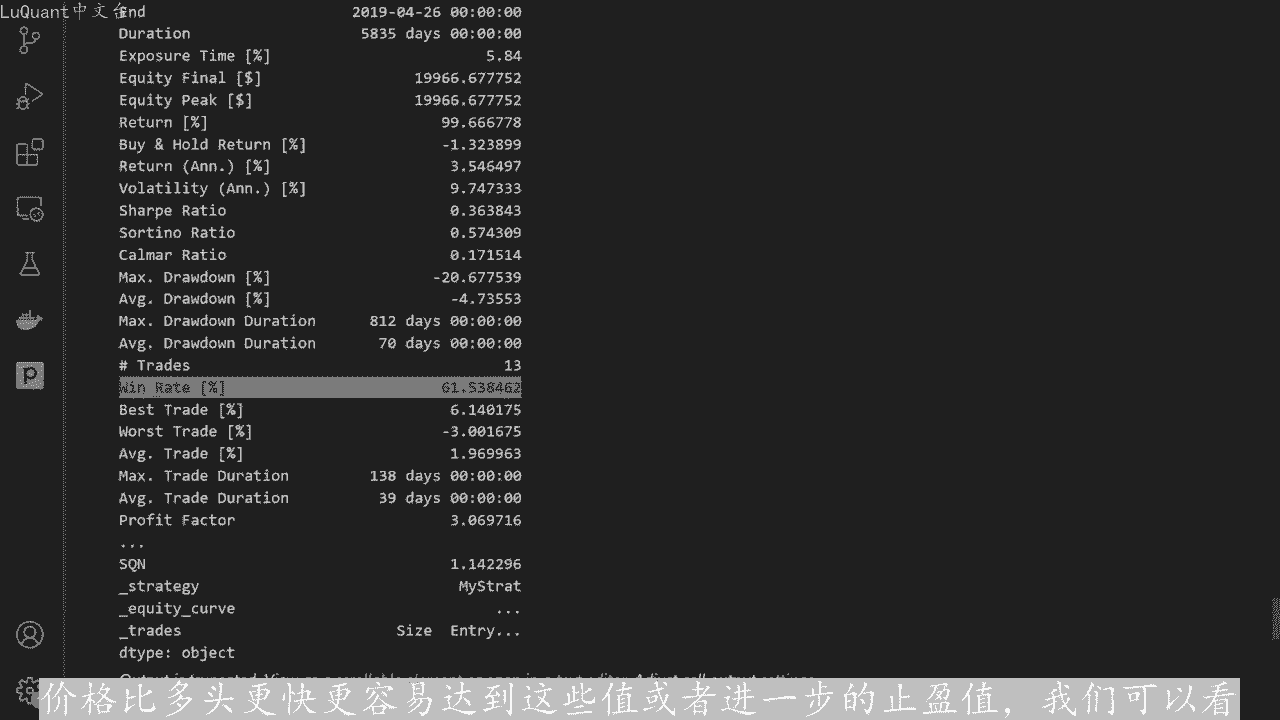 LuQuant中文台
End 2019-04-26 00:00:00
Duration 5835 days 00:00:00
Exposure Time [%] 5.84
Equity Final [$] 19966.677752
Equity Peak [$] 19966.677752
Return [%] 99.666778
Buy & Hold Return [%] -1.323899
Return (Ann.) [%] 3.546497
Volatility (Ann.) [%] 9.747333
Sharpe Ratio 0.363843
Sortino Ratio 0.574309
Calmar Ratio 0.171514
Max. Drawdown [%] -20.677539
Avg. Drawdown [%] -4.73553
Max. Drawdown Duration 812 days 00:00:00
Avg. Drawdown Duration 70 days 00:00:00
# Trades 13
Win Rate [%] 61.538462
Best Trade [%] 6.140175
Worst Trade [%] -3.001675
Avg. Trade [%] 1.969963
Max. Trade Duration 138 days 00:00:00
Avg. Trade Duration 39 days 00:00:00
Profit Factor 3.069716
...
SQN 1.142296
_strategy MyStrat
_equity_curve ...
_trades Size Entry...
dtype: object
价格比多头更快更容易达到这些值或者进一步的止盈值，我们可以看